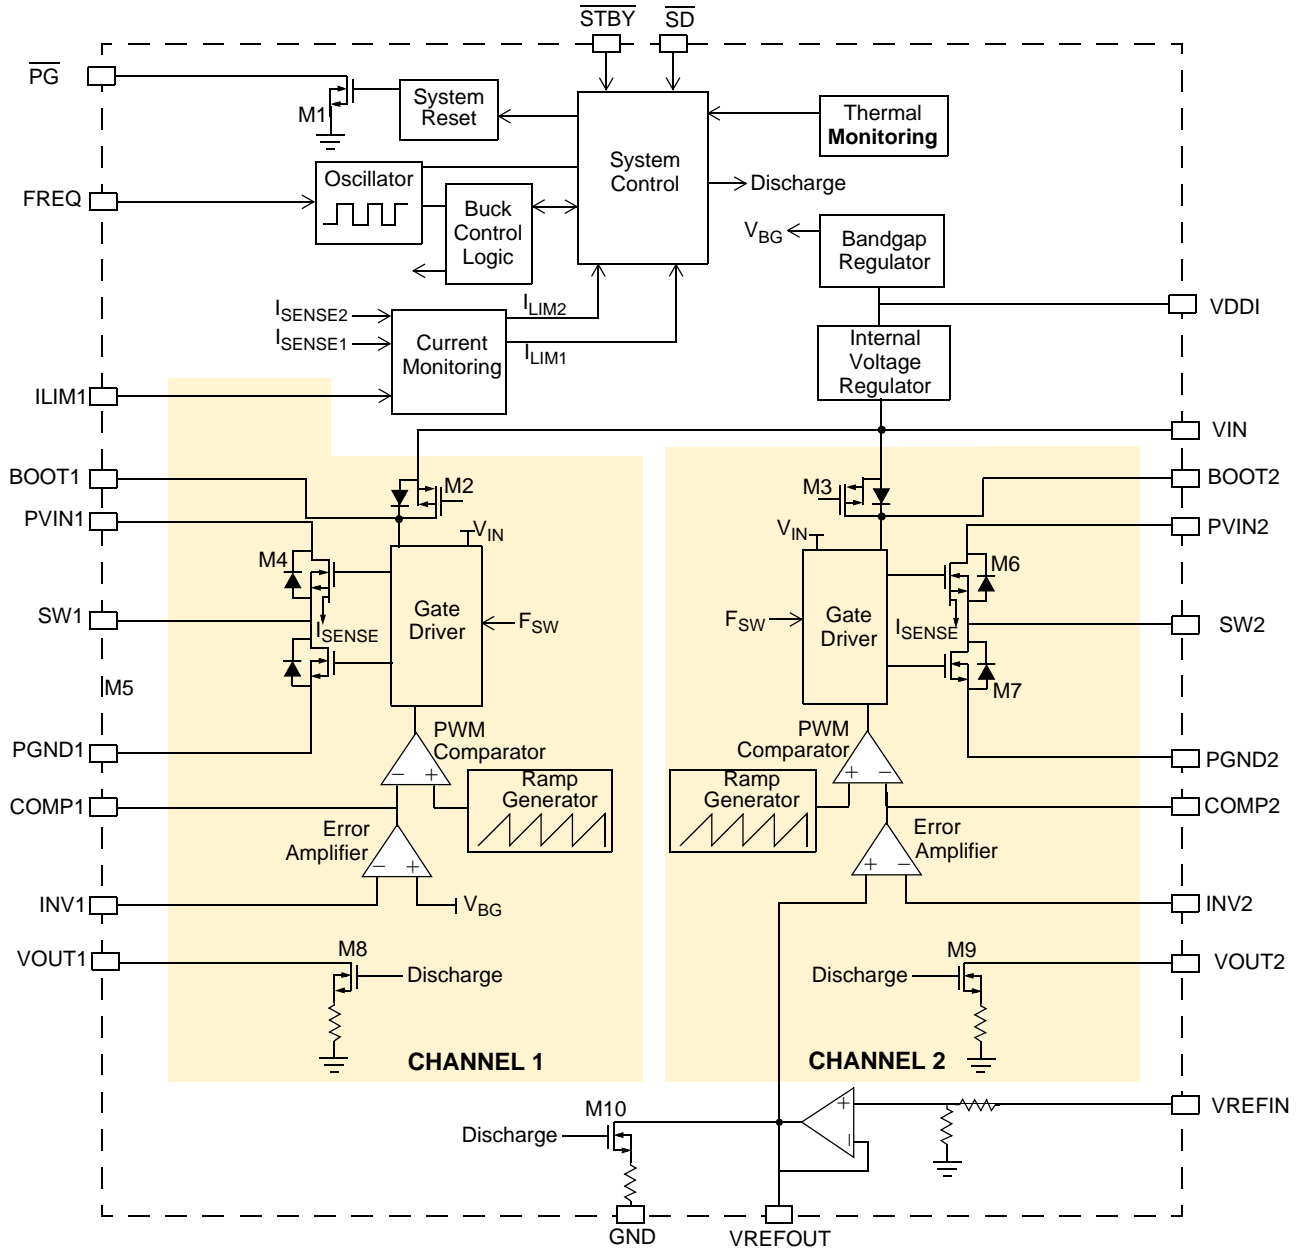 STBY
SD
PG
M1
System
Reset
System
Control
Thermal
Monitoring
Discharge
FREQ
Oscillator
Buck
Control
Logic
VBG
Bandgap
Regulator
VDDI
ISENSE2
ISENSE1
ILIM2
ILIM1
Current
Monitoring
Internal
Voltage
Regulator
ILIM1
VIN
BOOT1
M2
M3
BOOT2
PVIN1
VIN
VIN
PVIN2
M4
M6
SW1
ISENSE
Gate
Driver
FSW
FSW
Gate
Driver
ISENSE
SW2
M5
M7
PGND1
PWM
Comparator
PWM
Comparator
PGND2
− +
+ −
COMP1
Ramp
Generator
Ramp
Generator
COMP2
Error
Amplifier
Error
Amplifier
− +
+ −
INV1
VBG
INV2
VOUT1
M8
Discharge
Discharge
M9
VOUT2
CHANNEL 1
CHANNEL 2
M10
Discharge
+
−
VREFIN
GND
VREFOUT